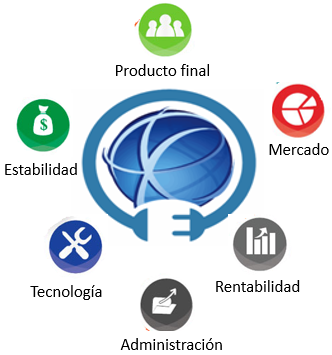 Producto final
Mercado
Estabilidad
$
Tecnología
Rentabilidad
Administración